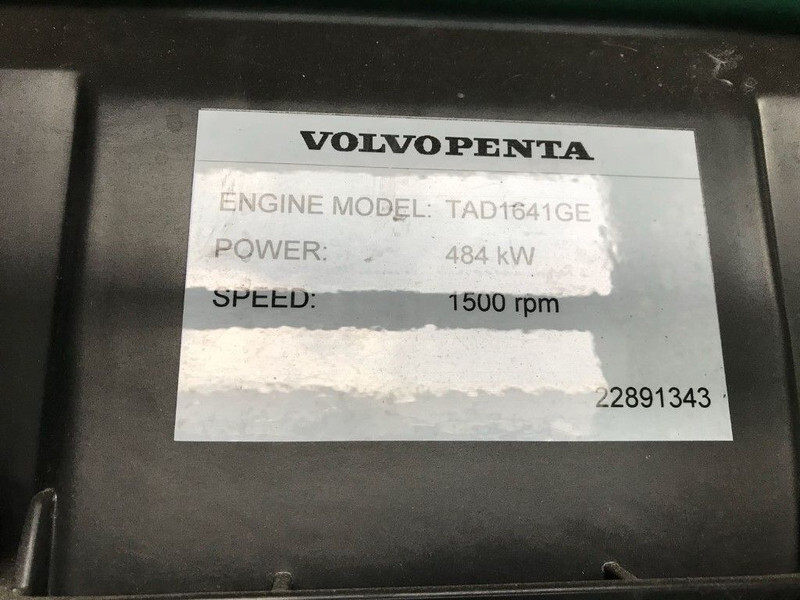 VOLVO PENTA
ENGINE MODEL: TAD1641GE
POWER: 484 kW
SPEED: 1500 rpm
22891343